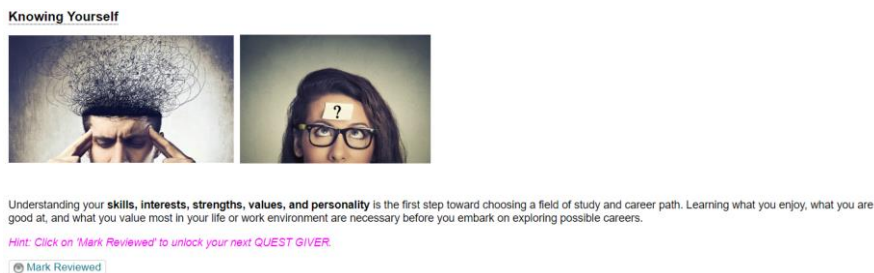 Knowing Yourself
?
Understanding your skills, interests, strengths, values, and personality is the first step toward choosing a field of study and career path. Learning what you enjoy, what you are
good at, and what you value most in your life or work environment are necessary before you embark on exploring possible careers.
Hint: Click on 'Mark Reviewed' to unlock your next QUEST GIVER.
Mark Reviewed